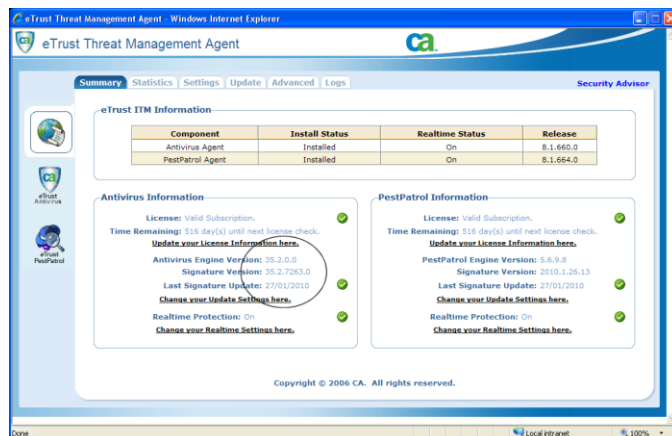 eTrust Threat Management Agent - Windows Internet Explorer
eTrust Threat Management Agent
ca
Summary Statistics Settings Update Advanced Logs
Security Advisor
eTrust ITM Information
Component Install Status Realtime Status Release
Antivirus Agent Installed On 8.1.660.0
PestPatrol Agent Installed On 8.1.664.0
ca
eTrust
Antivirus
eTrust
PestPatrol
Antivirus Information
License: Valid Subscription.
Time Remaining: 516 day(s) until next license check.
Update your License Information here.
Antivirus Engine Version: 35.2.0.0
Signature Version: 35.2.7263.0
Last Signature Update: 27/01/2010
Change your Update Settings here.
Realtime Protection: On
Change your Realtime Settings here.
PestPatrol Information
License: Valid Subscription.
Time Remaining: 516 day(s) until next license check.
Update your License Information here.
PestPatrol Engine Version: 5.6.9.8
Signature Version: 2010.1.26.13
Last Signature Update: 27/01/2010
Change your Update Settings here.
Realtime Protection: On
Change your Realtime Settings here.
Copyright © 2006 CA. All rights reserved.
Done Local intranet 100%